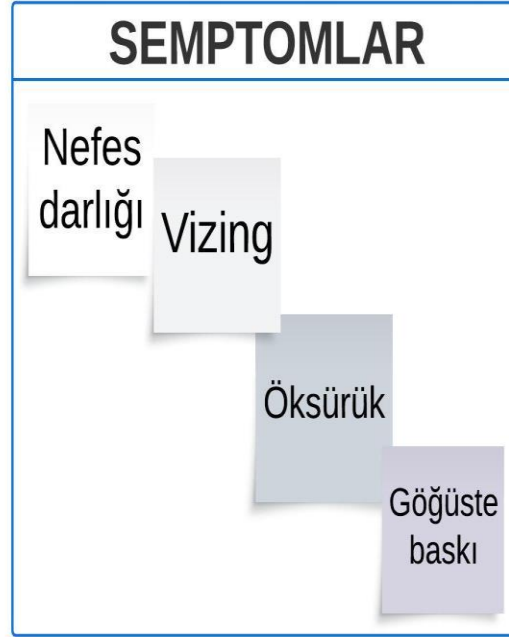 SEMPTOMLAR
Nefes
darlığı
Vizing
Öksürük
Göğüste
baskı